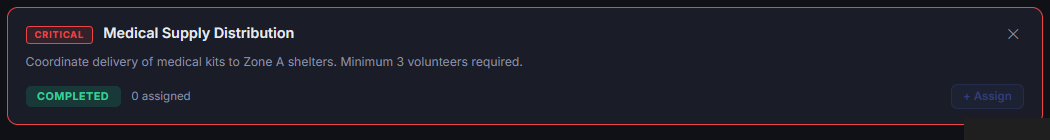 CRITICAL Medical Supply Distribution
Coordinate delivery of medical kits to Zone A shelters. Minimum 3 volunteers required.
COMPLETED 0 assigned + Assign